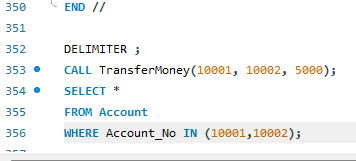 350 END //
351
352 DELIMITER ;
353 CALL TransferMoney(10001, 10002, 5000);
354 SELECT *
355 FROM Account
356 WHERE Account_No IN (10001,10002);